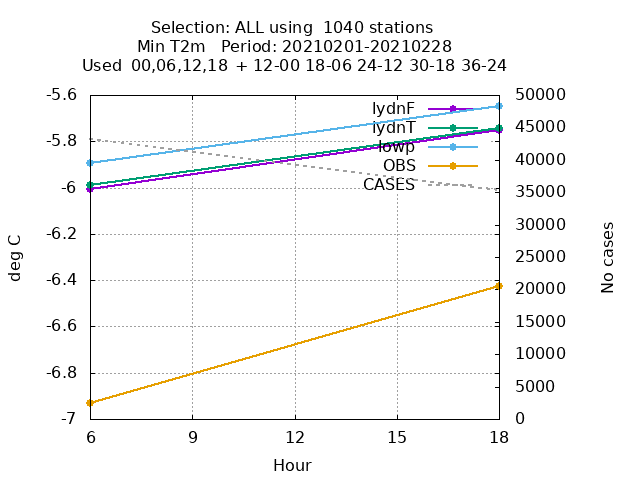 Selection: ALL using  1040 stations
Min T2m   Period: 20210201-20210228
Used  00,06,12,18 + 12-00 18-06 24-12 30-18 36-24
-5.6
-5.8
-6
-6.2
-6.4
-6.6
-6.8
-7
deg C
lydnF
lydnT
lowp
OBS
CASES
50000
45000
40000
35000
30000
25000
20000
15000
10000
5000
0
No cases
6
9
12
15
18
Hour